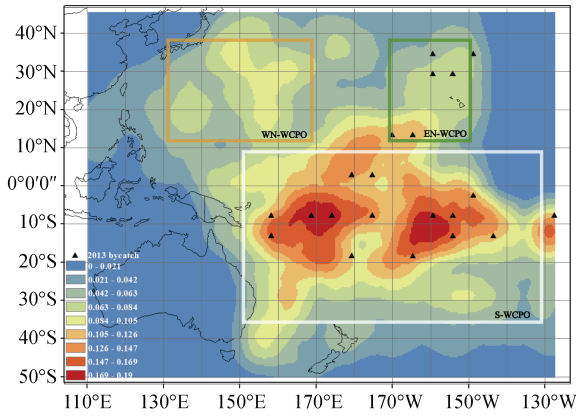 40°N
30°N
20°N
WN-WCPO
EN-WCPO
10°N
0°0′0″
10°S
2013 bycatch
0 - 0.021
20°S
0.021 - 0.042
0.042 - 0.063
30°S
0.063 - 0.084
0.084 - 0.105
S-WCPO
0.105 - 0.126
40°S
0.126 - 0.147
0.147 - 0.169
50°S
0.169 - 0.19
110°E 130°E 150°E 170°E 170°W 150°W 130°W